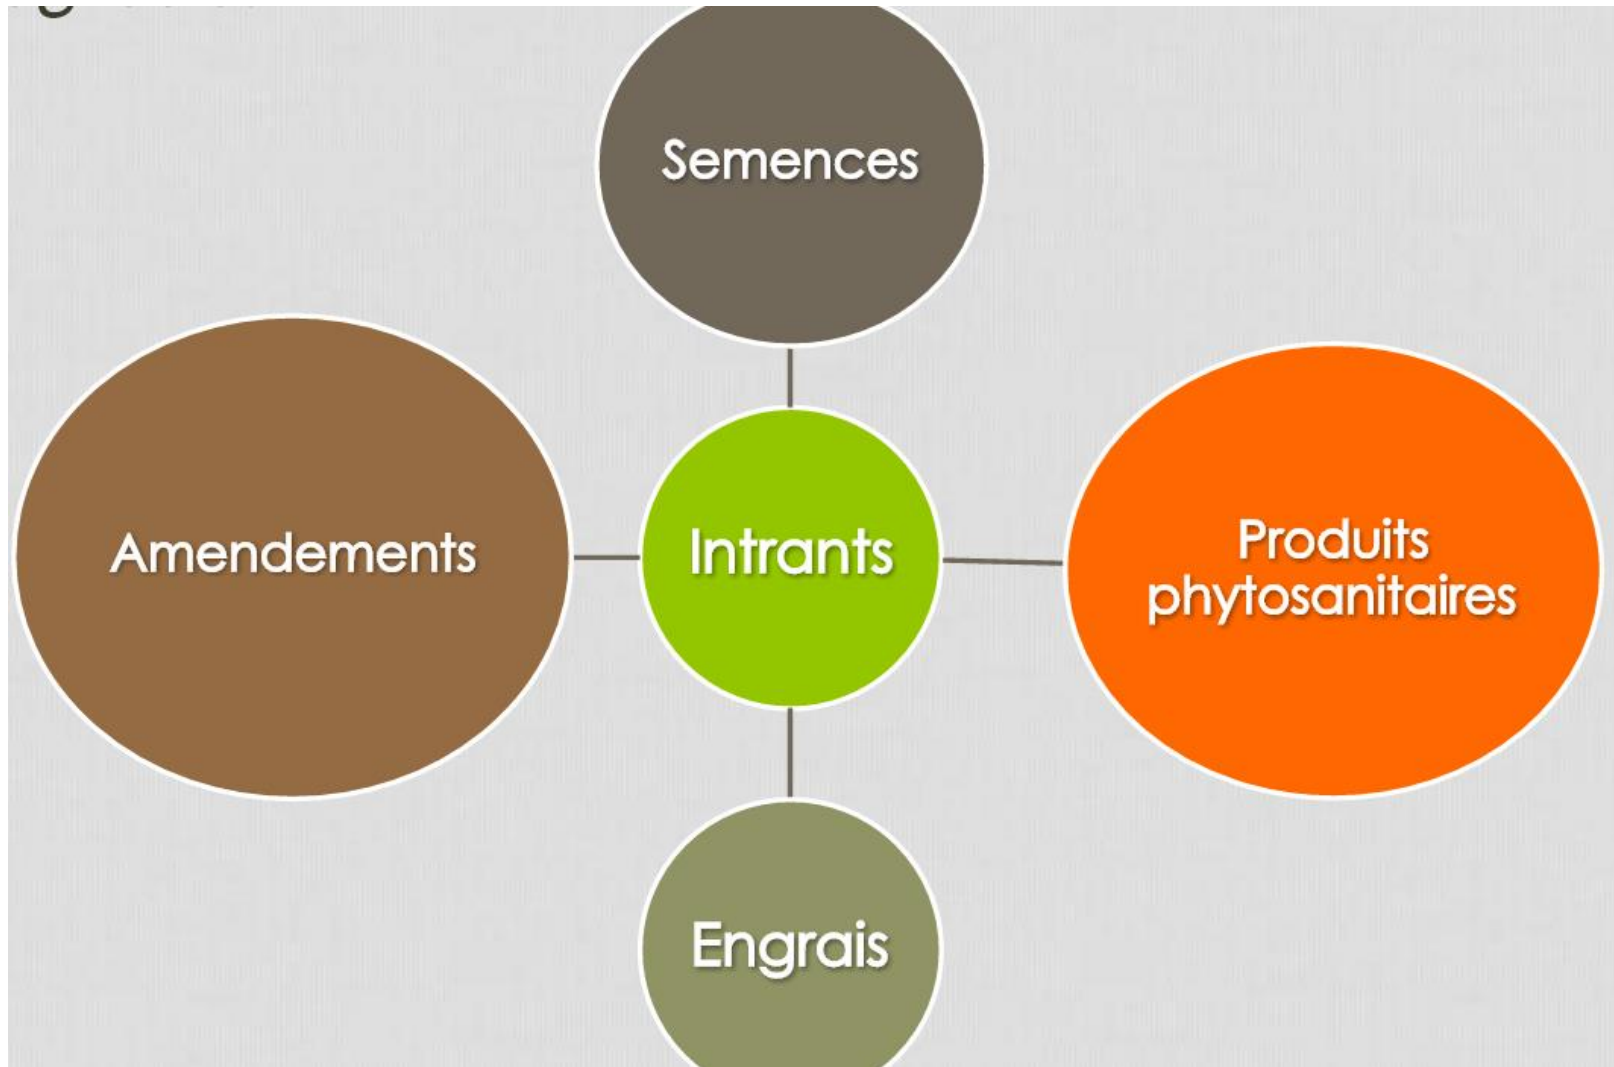 Semences
Amendements
Intrants
Produits
phytosanitaires
Engrais